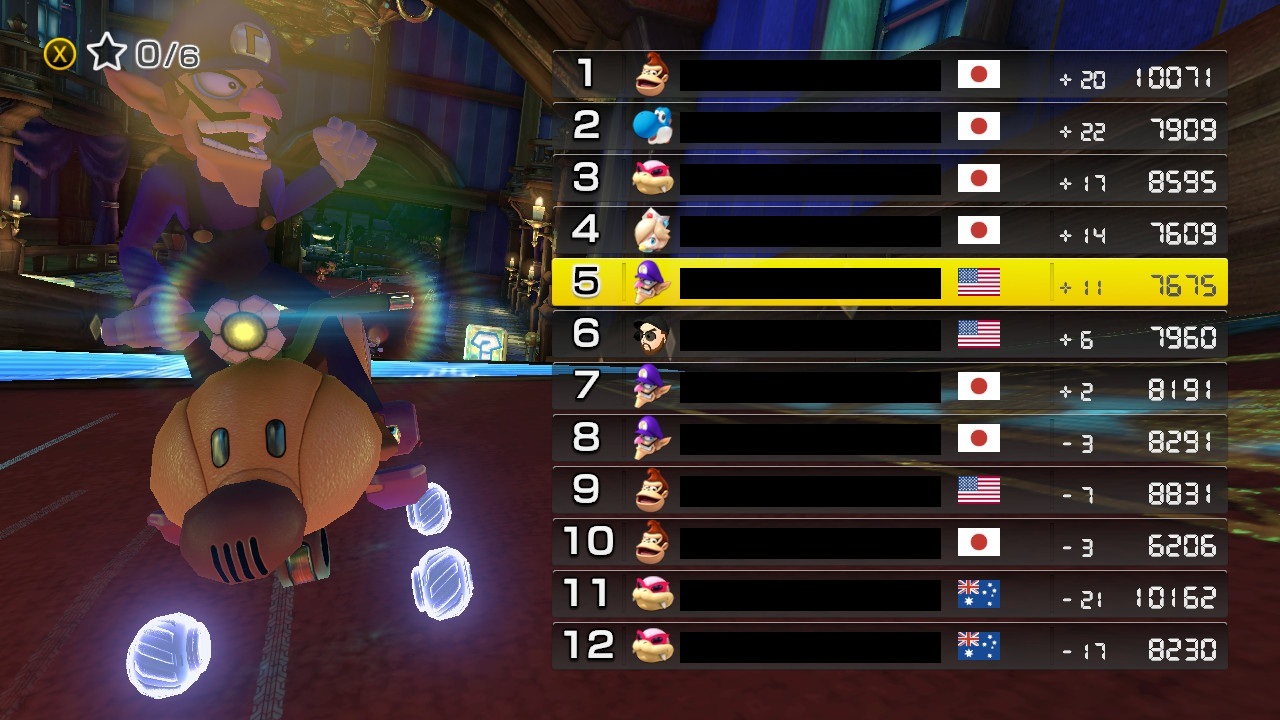 X 0/6
1 + 20 10071
2 + 22 7909
3 + 17 8595
4 + 14 7609
5 + 11 7675
6 + 6 7960
7 + 2 8191
8 - 3 8291
9 - 7 8831
10 - 3 6206
11 - 21 10162
12 - 17 8230